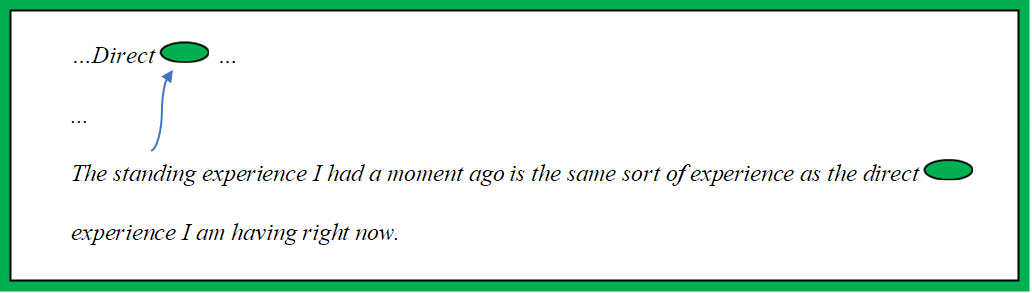 ...Direct ...
...
The standing experience I had a moment ago is the same sort of experience as the direct
experience I am having right now.